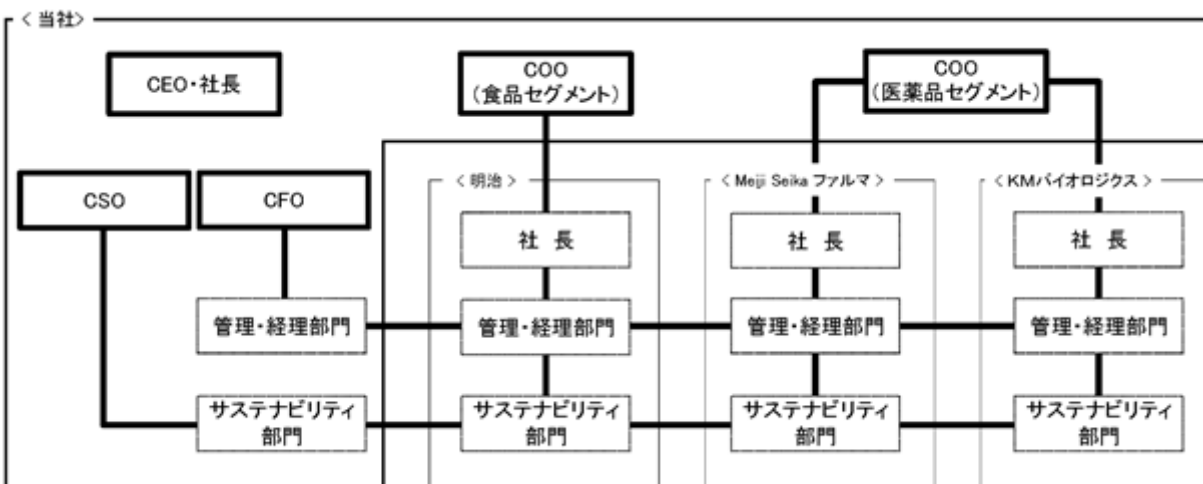 ＜当社＞
CEO・社長
COO
（食品セグメント）
COO
（医薬品セグメント）
CSO
CFO
＜明治＞
＜Meiji Seika ファルマ＞
＜KMバイオロジクス＞
社 長
社 長
社 長
管理・経理部門
管理・経理部門
管理・経理部門
管理・経理部門
サステナビリティ
部門
サステナビリティ
部門
サステナビリティ
部門
サステナビリティ
部門